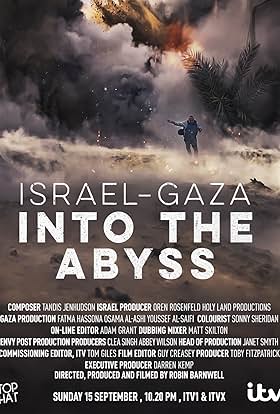 ISRAEL-GAZA
INTO THE
ABYSS
COMPOSER TANDIS JENHUDSON ISRAEL PRODUCER OREN ROSENFELD HOLY LAND PRODUCTIONS
GAZA PRODUCTION FATMA HASSONA OSAMA AL-ASHI YOUSSEF AL-SAIFI COLOURIST SONNY SHERIDAN
ON-LINE EDITOR ADAM GRANT DUBBING MIXER MATT SKILTON
ENVY POST PRODUCTION PRODUCERS CLEA SINGH ABBEY WILSON HEAD OF PRODUCTION JANET SMYTH
COMMISSIONING EDITOR, ITV TOM GILES FILM EDITOR GUY CREASEY PRODUCER TOBY FITZPATRICK
EXECUTIVE PRODUCER DARREN KEMP
DIRECTED, PRODUCED AND FILMED BY ROBIN BARNWELL
TOP
HAT
SUNDAY 15 SEPTEMBER, 10.20 PM, ITV1 & ITVX
itv